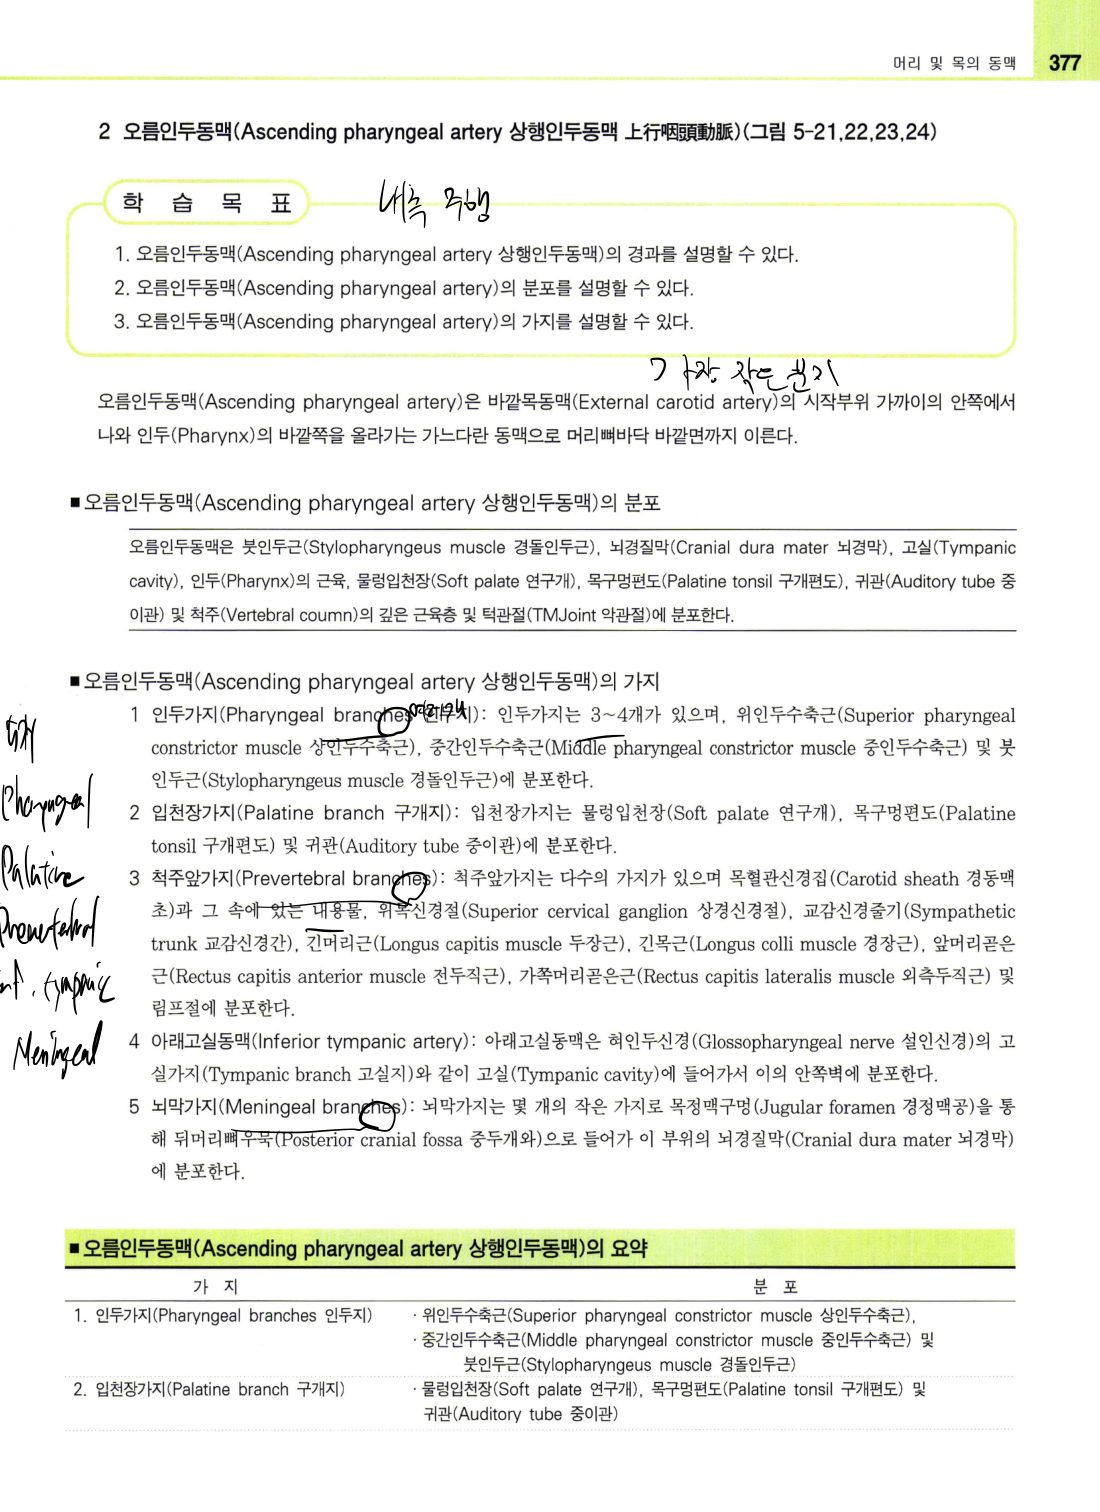 머리 및 목의 동맥 377
2 오름인두동맥(Ascending pharyngeal artery 상행인두동맥 上行咽頭動脈)(그림 5-21,22,23,24)
학 습 목 표
내측 주행
1. 오름인두동맥(Ascending pharyngeal artery 상행인두동맥)의 경과를 설명할 수 있다.
2. 오름인두동맥(Ascending pharyngeal artery)의 분포를 설명할 수 있다.
3. 오름인두동맥(Ascending pharyngeal artery)의 가지를 설명할 수 있다.
가장 작은 분지
오름인두동맥(Ascending pharyngeal artery)은 바깥목동맥(External carotid artery)의 시작부위 가까이의 안쪽에서
나와 인두(Pharynx)의 바깥쪽을 올라가는 가느다란 동맥으로 머리뼈바닥 바깥면까지 이른다.
■ 오름인두동맥(Ascending pharyngeal artery 상행인두동맥)의 분포
오름인두동맥은 붓인두근(Stylopharyngeus muscle 경돌인두근), 뇌경질막(Cranial dura mater 뇌경막), 고실(Tympanic
cavity), 인두(Pharynx)의 근육, 물렁입천장(Soft palate 연구개), 목구멍편도(Palatine tonsil 구개편도), 귀관(Auditory tube 중
이관) 및 척주(Vertebral coumn)의 깊은 근육층 및 턱관절(TMJoint 악관절)에 분포한다.
■ 오름인두동맥(Ascending pharyngeal artery 상행인두동맥)의 가지
여러개
1 인두가지(Pharyngeal branches 인두지): 인두가지는 3~4개가 있으며, 위인두수축근(Superior pharyngeal
constrictor muscle 상인두수축근), 중간인두수축근(Middle pharyngeal constrictor muscle 중인두수축근) 및 붓
인두근(Stylopharyngeus muscle 경돌인두근)에 분포한다.
2 입천장가지(Palatine branch 구개지): 입천장가지는 물렁입천장(Soft palate 연구개), 목구멍편도(Palatine
tonsil 구개편도) 및 귀관(Auditory tube 중이관)에 분포한다.
3 척주앞가지(Prevertebral branches): 척주앞가지는 다수의 가지가 있으며 목혈관신경집(Carotid sheath 경동맥
초)과 그 속에 있는 내용물, 위목신경절(Superior cervical ganglion 상경신경절), 교감신경줄기(Sympathetic
trunk 교감신경간), 긴머리근(Longus capitis muscle 두장근), 긴목근(Longus colli muscle 경장근), 앞머리곧은
근(Rectus capitis anterior muscle 전두직근), 가쪽머리곧은근(Rectus capitis lateralis muscle 외측두직근) 및
림프절에 분포한다.
4 아래고실동맥(Inferior tympanic artery): 아래고실동맥은 혀인두신경(Glossopharyngeal nerve 설인신경)의 고
실가지(Tympanic branch 고실지)와 같이 고실(Tympanic cavity)에 들어가서 이의 안쪽벽에 분포한다.
5 뇌막가지(Meningeal branches): 뇌막가지는 몇 개의 작은 가지로 목정맥구멍(Jugular foramen 경정맥공)을 통
해 뒤머리뼈우묵(Posterior cranial fossa 중두개와)으로 들어가 이 부위의 뇌경질막(Cranial dura mater 뇌경막)
에 분포한다.
Pharyngeal
Palatine
Prevertebral
inf. tympanic
Meningeal
■ 오름인두동맥(Ascending pharyngeal artery 상행인두동맥)의 요약
가 지 분 포
1. 인두가지(Pharyngeal branches 인두지) · 위인두수축근(Superior pharyngeal constrictor muscle 상인두수축근),
· 중간인두수축근(Middle pharyngeal constrictor muscle 중인두수축근) 및
붓인두근(Stylopharyngeus muscle 경돌인두근)
2. 입천장가지(Palatine branch 구개지) · 물렁입천장(Soft palate 연구개), 목구멍편도(Palatine tonsil 구개편도) 및
귀관(Auditory tube 중이관)